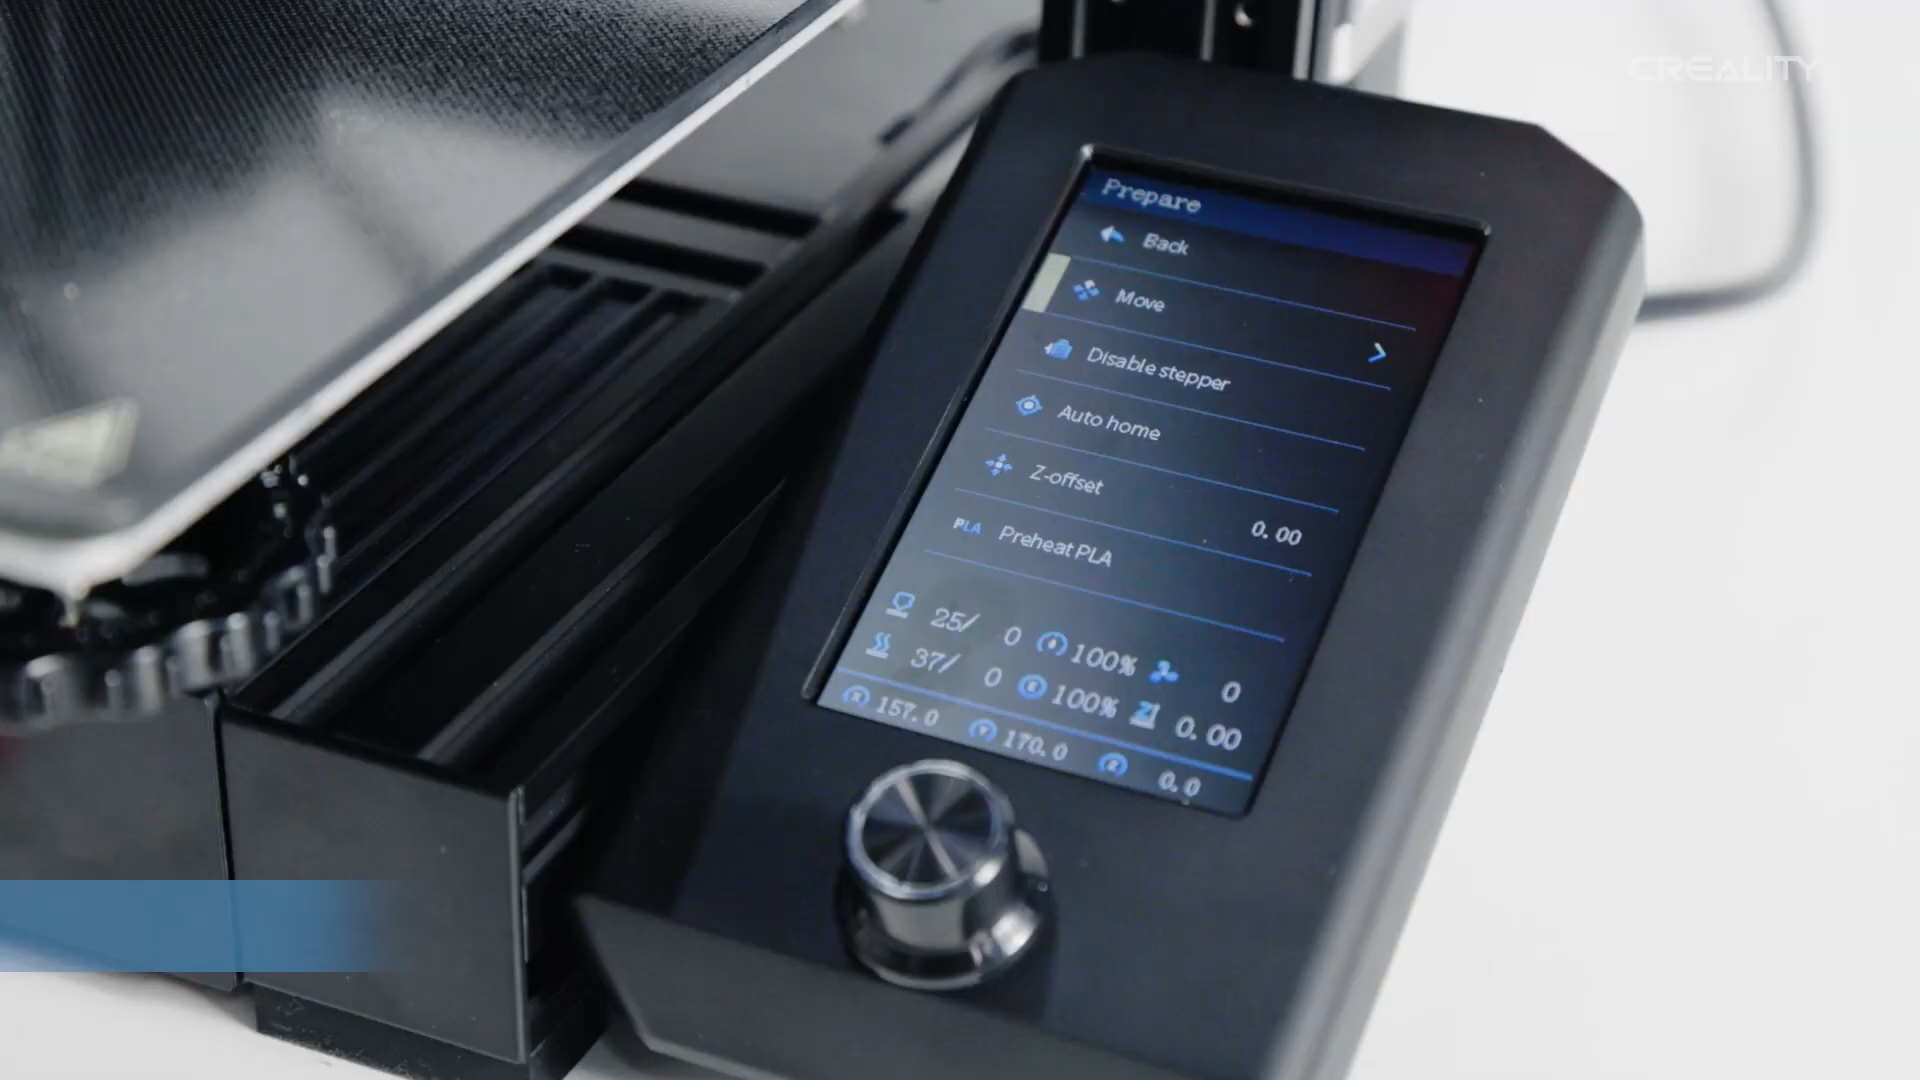 CREALITY
Prepare
Back
Move
Disable stepper
Auto home
Z-offset 0.00
PLA Preheat PLA
25/ 0 100% 0
37/ 0 E 100% Z 0.00
X 157.0 Y 170.0 Z 0.0